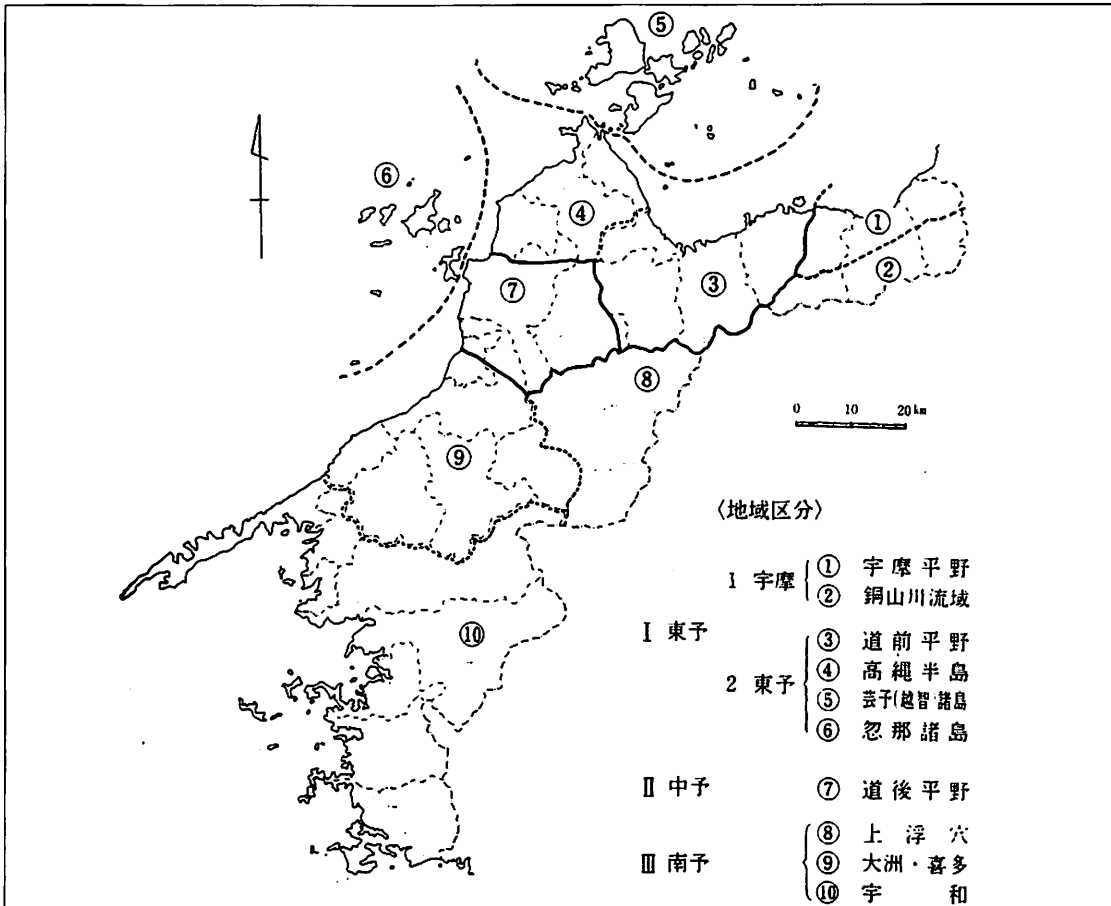 ⑤
⑥
④
①
②
③
⑦
⑧
0 10 20 km
⑨
⑩
〈地域区分〉
Ⅰ 東予
1 宇摩
① 宇摩平野
② 銅山川流域
2 東予
③ 道前平野
④ 高縄半島
⑤ 芸予(越智)諸島
⑥ 忽那諸島
Ⅱ 中予
⑦ 道後平野
Ⅲ 南予
⑧ 上浮穴
⑨ 大洲・喜多
⑩ 宇和